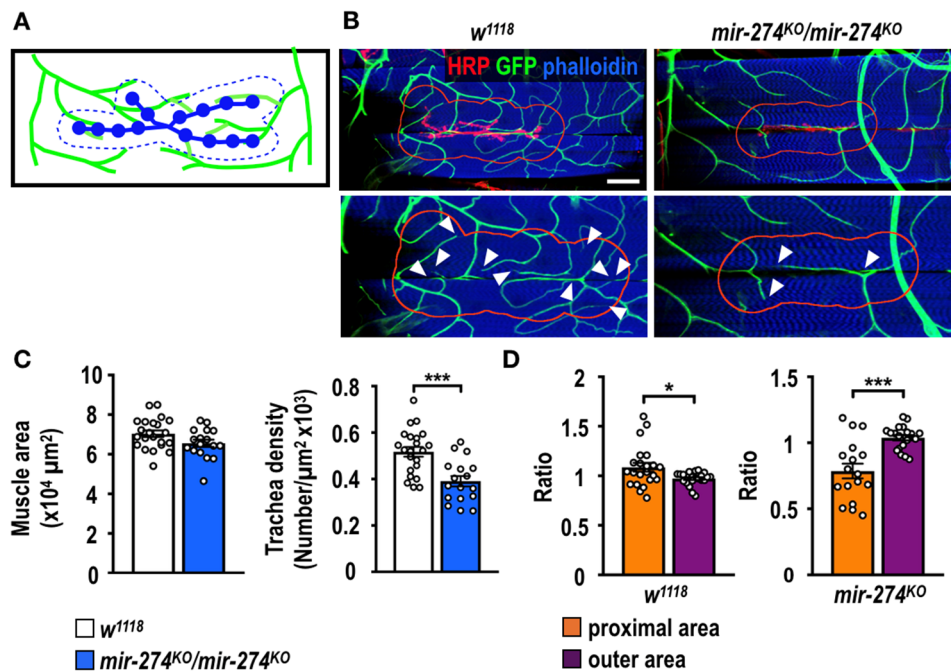 A
B
w¹¹¹⁸
mir-274ᴷᴼ/mir-274ᴷᴼ
HRP GFP phalloidin
C
Muscle area
(x10⁴ µm²)
10
8
6
4
2
0
***
Trachea density
(Number/µm² x10³)
0.8
0.6
0.4
0.2
0
w¹¹¹⁸
mir-274ᴷᴼ/mir-274ᴷᴼ
D
*
Ratio
2
1.5
1
0.5
0
w¹¹¹⁸
***
Ratio
1.5
1
0.5
0
mir-274ᴷᴼ
proximal area
outer area